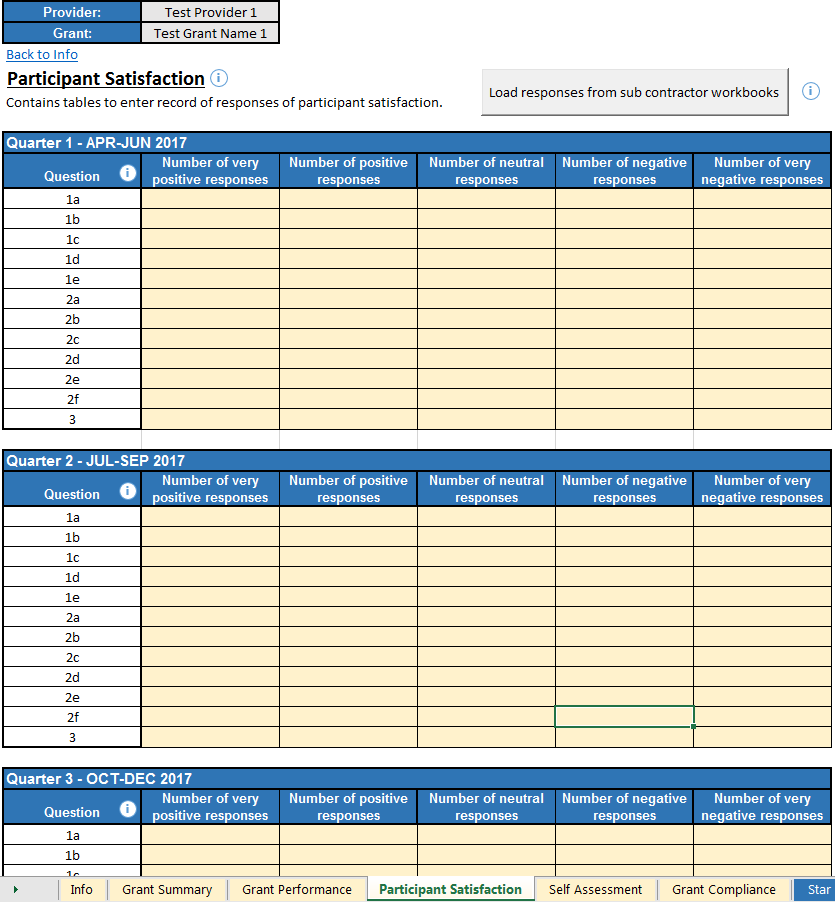 Provider: Test Provider 1
Grant: Test Grant Name 1
Back to Info
Participant Satisfaction
Contains tables to enter record of responses of participant satisfaction.
Load responses from sub contractor workbooks
Quarter 1 - APR-JUN 2017
Question Number of very positive responses Number of positive responses Number of neutral responses Number of negative responses Number of very negative responses
1a
1b
1c
1d
1e
2a
2b
2c
2d
2e
2f
3
Quarter 2 - JUL-SEP 2017
Question Number of very positive responses Number of positive responses Number of neutral responses Number of negative responses Number of very negative responses
1a
1b
1c
1d
1e
2a
2b
2c
2d
2e
2f
3
Quarter 3 - OCT-DEC 2017
Question Number of very positive responses Number of positive responses Number of neutral responses Number of negative responses Number of very negative responses
1a
1b
1c
Info Grant Summary Grant Performance Participant Satisfaction Self Assessment Grant Compliance Star